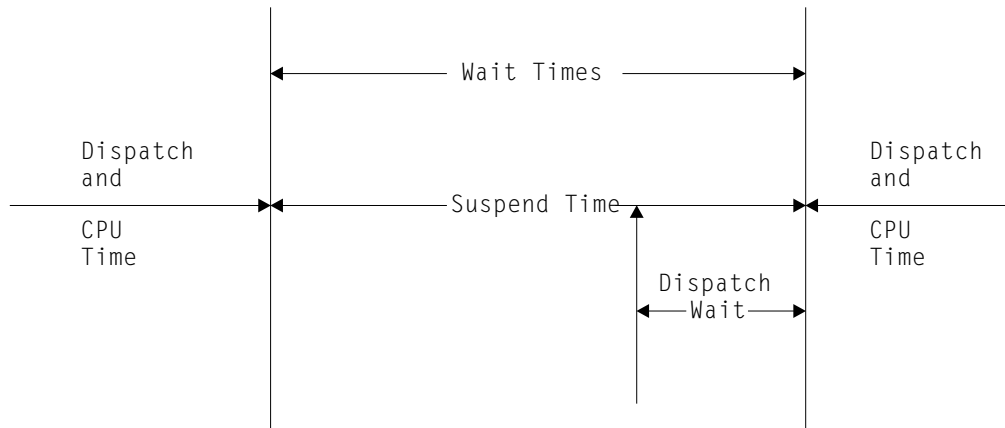 Wait Times
Dispatch
and
CPU
Time
Suspend Time
Dispatch
Wait
Dispatch
and
CPU
Time